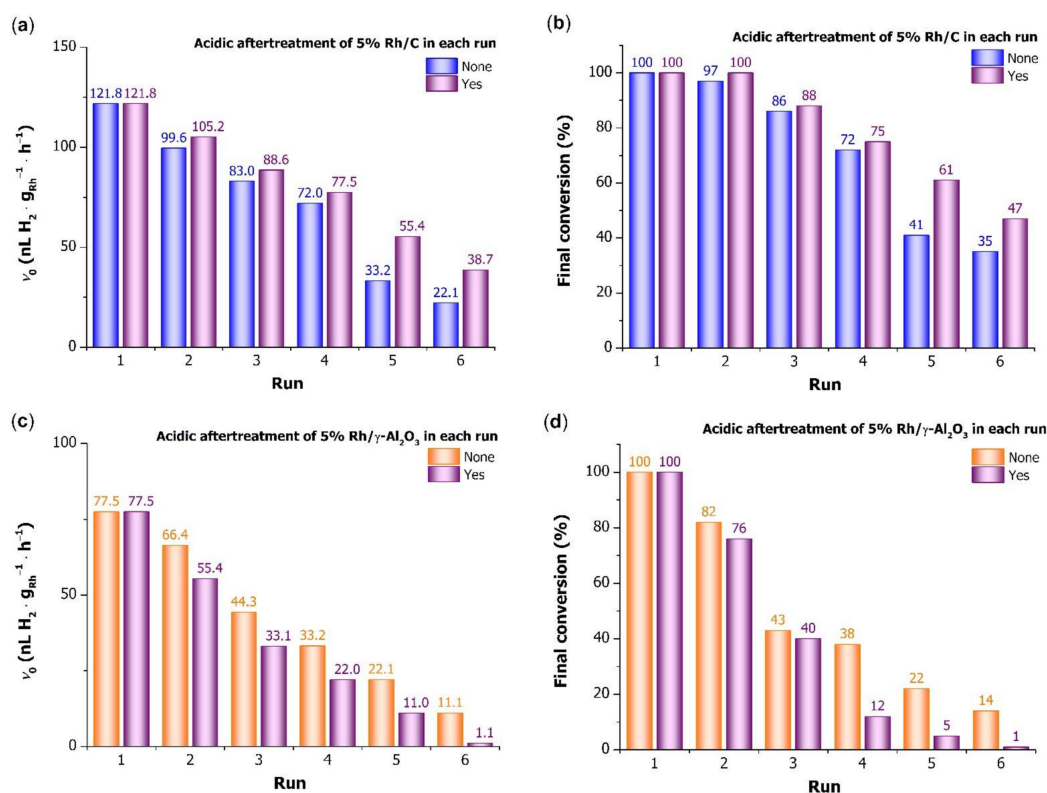 (a)
Acidic aftertreatment of 5% Rh/C in each run
None
Yes
150
100
50
0
ν₀ (nL H₂ · g_Rh⁻¹ · h⁻¹)
121.8 121.8
99.6 105.2
83.0 88.6
72.0 77.5
33.2 55.4
22.1 38.7
1 2 3 4 5 6
Run
(b)
Acidic aftertreatment of 5% Rh/C in each run
None
Yes
100
80
60
40
20
0
Final conversion (%)
100 100
97 100
86 88
72 75
41 61
35 47
1 2 3 4 5 6
Run
(c)
Acidic aftertreatment of 5% Rh/γ-Al₂O₃ in each run
None
Yes
100
50
0
ν₀ (nL H₂ · g_Rh⁻¹ · h⁻¹)
77.5 77.5
66.4 55.4
44.3 33.1
33.2 22.0
22.1 11.0
11.1 1.1
1 2 3 4 5 6
Run
(d)
Acidic aftertreatment of 5% Rh/γ-Al₂O₃ in each run
None
Yes
100
80
60
40
20
0
Final conversion (%)
100 100
82 76
43 40
38 12
22 5
14 1
1 2 3 4 5 6
Run